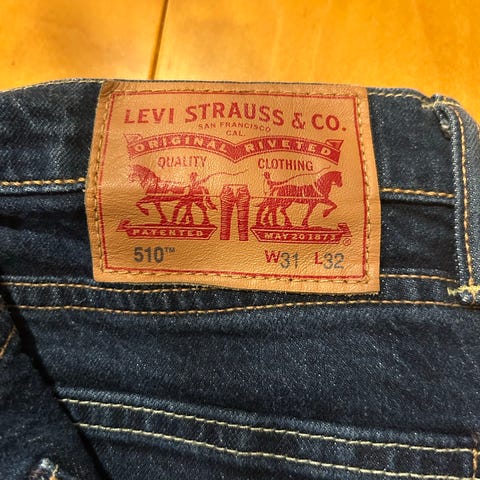 LEVI STRAUSS & CO.
SAN FRANCISCO
CAL.
ORIGINAL RIVETED
QUALITY CLOTHING
PATENTED MAY 20 1873
®
510™ W31 L32